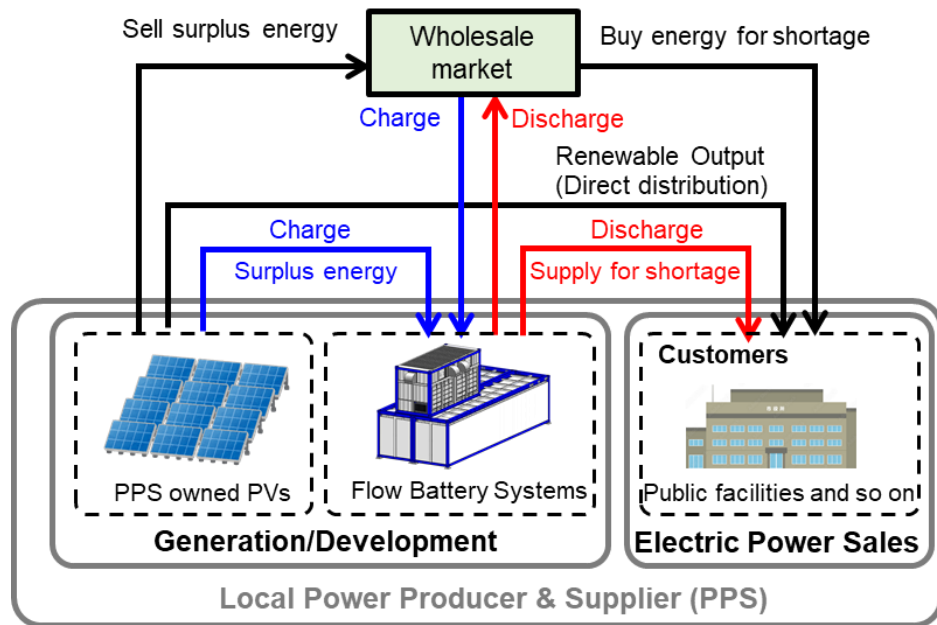 Sell surplus energy
Wholesale
market
Buy energy for shortage
Charge
Discharge
Renewable Output
(Direct distribution)
Charge
Discharge
Surplus energy
Supply for shortage
Customers
PPS owned PVs
Flow Battery Systems
Public facilities and so on
Generation/Development
Electric Power Sales
Local Power Producer & Supplier (PPS)